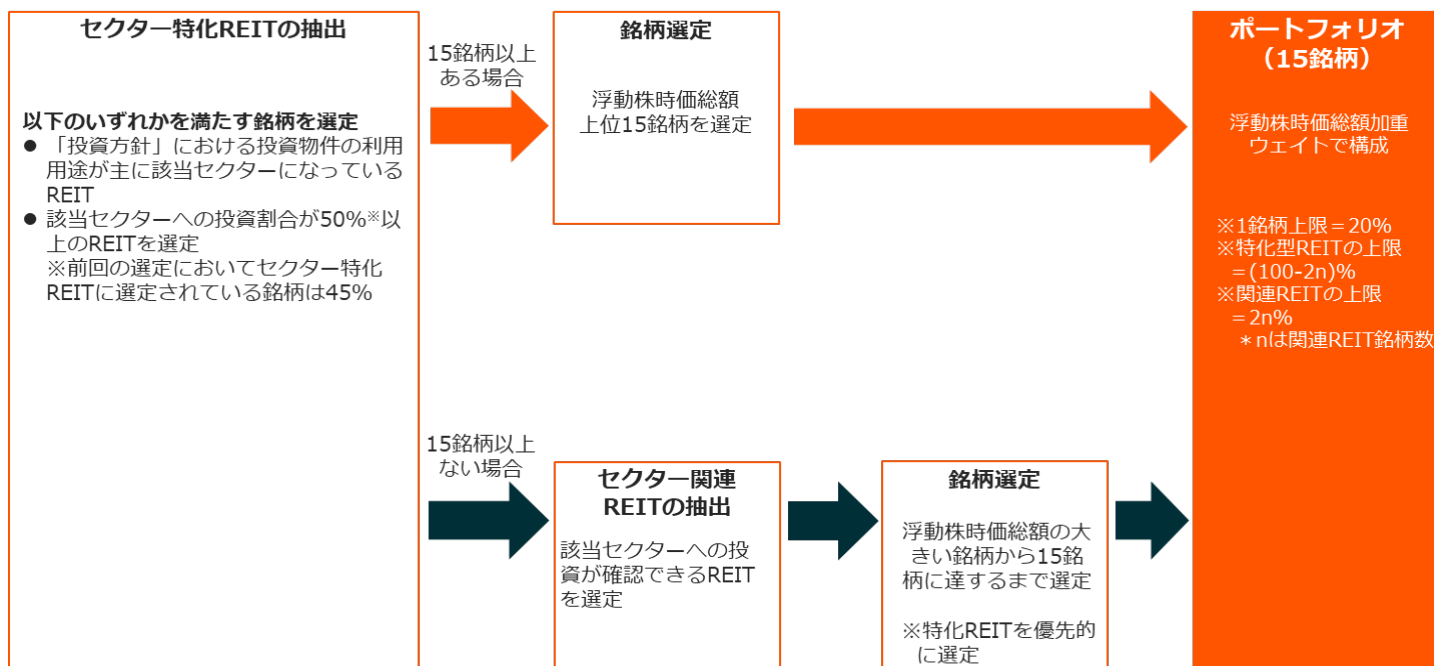 セクター特化REITの抽出
以下のいずれかを満たす銘柄を選定
● 「投資方針」における投資物件の利用
用途が主に該当セクターになっている
REIT
● 該当セクターへの投資割合が50%※以
上のREITを選定
※前回の選定においてセクター特化
REITに選定されている銘柄は45%
15銘柄以上
ある場合
銘柄選定
浮動株時価総額
上位15銘柄を選定
15銘柄以上
ない場合
セクター関連
REITの抽出
該当セクターへの投
資が確認できるREIT
を選定
銘柄選定
浮動株時価総額の大
きい銘柄から15銘
柄に達するまで選定
※特化REITを優先的
に選定
ポートフォリオ
（15銘柄）
浮動株時価総額加重
ウェイトで構成
※1銘柄上限＝20%
※特化型REITの上限
＝(100-2n)%
※関連REITの上限
＝2n%
＊nは関連REIT銘柄数